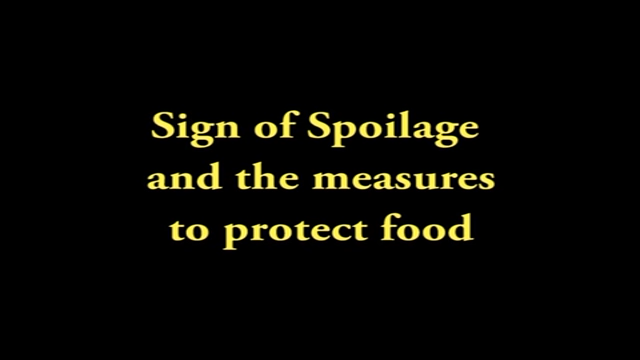 Sign of Spoilage
and the measures
to protect food